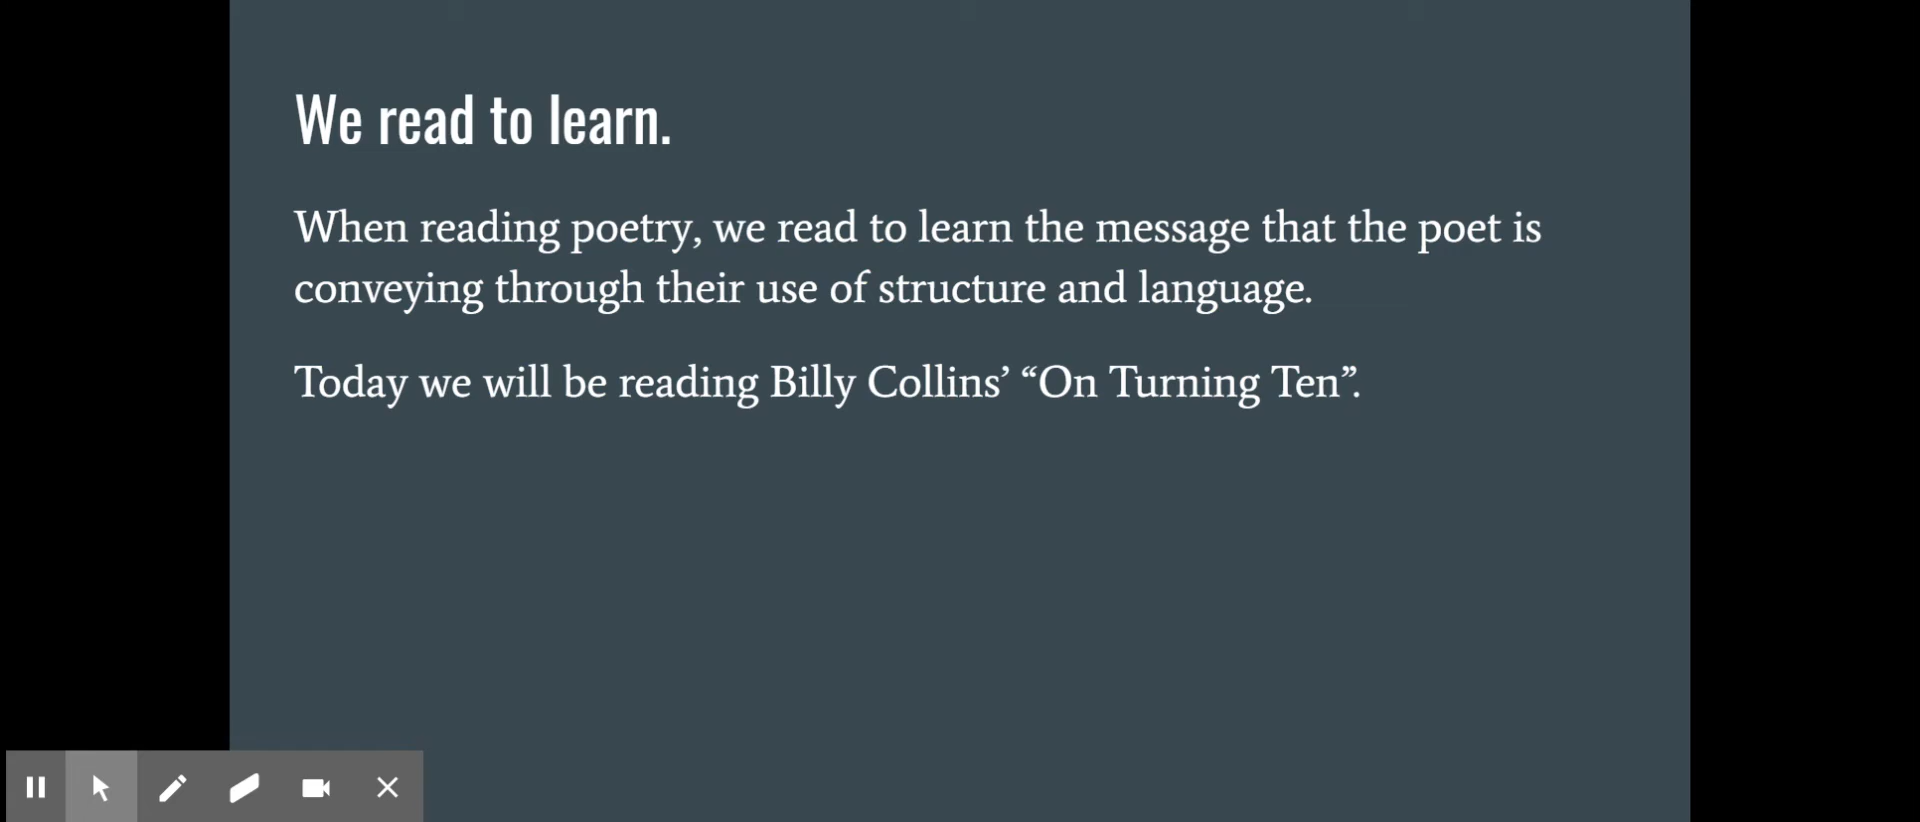 We read to learn.
When reading poetry, we read to learn the message that the poet is
conveying through their use of structure and language.
Today we will be reading Billy Collins’ “On Turning Ten”.